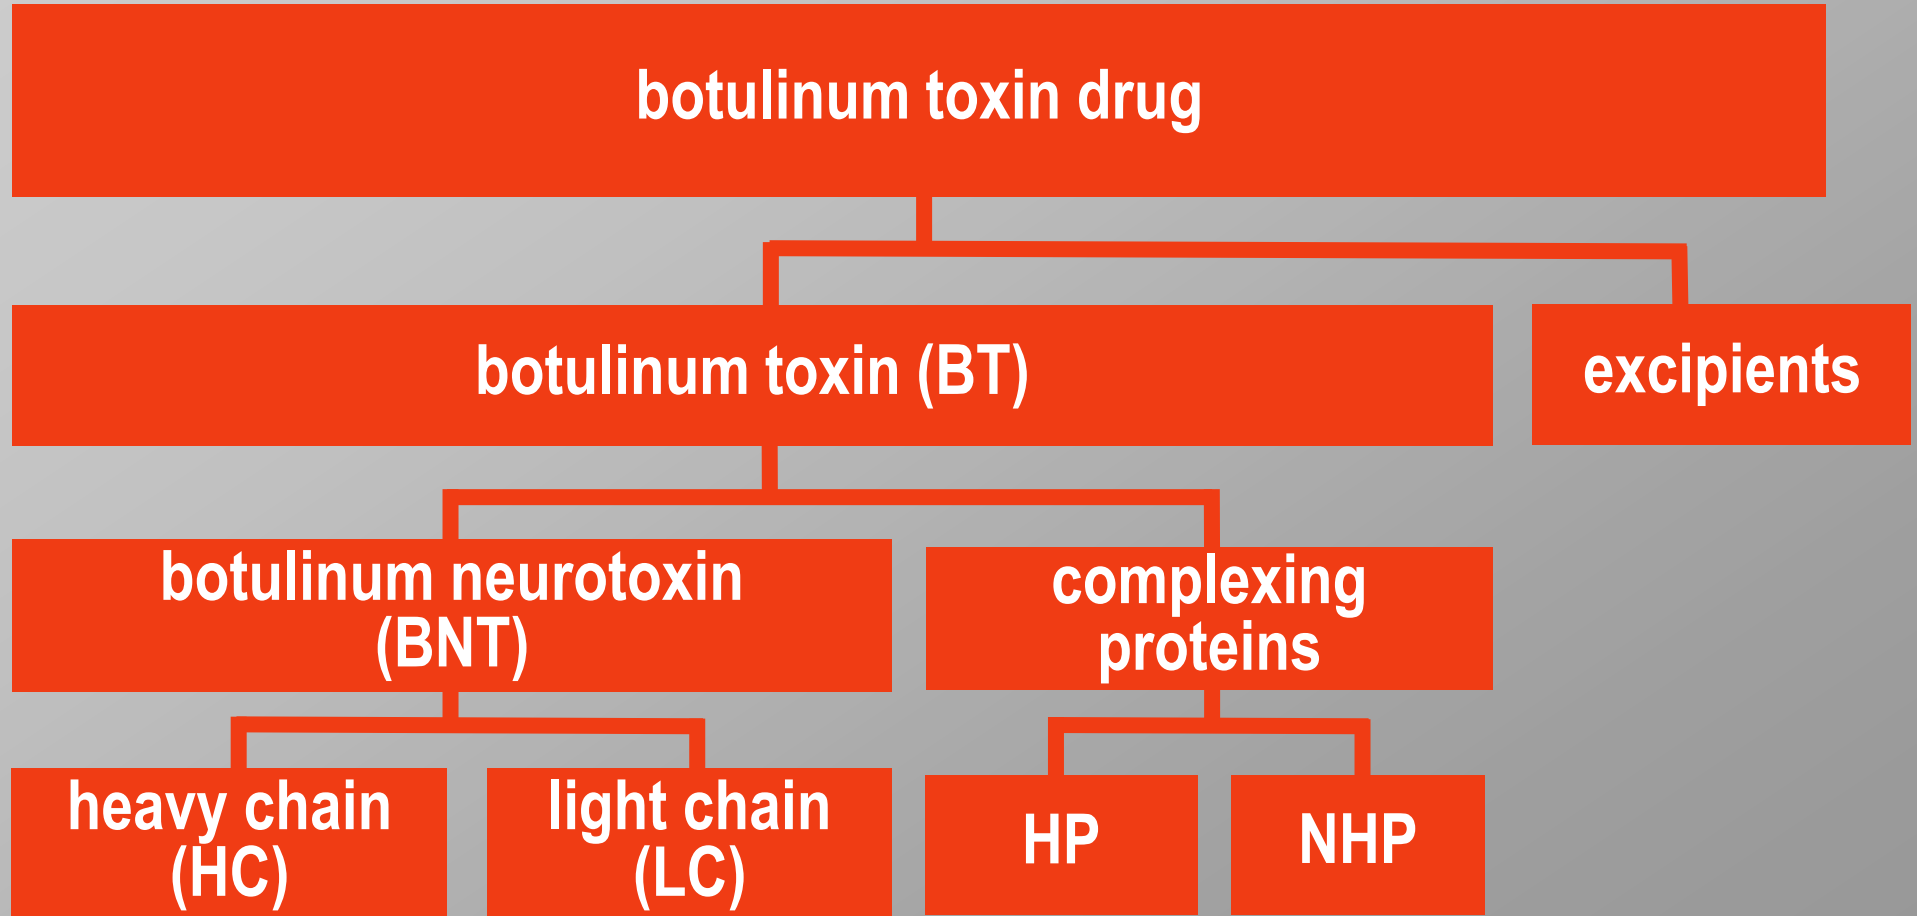 botulinum toxin drug
botulinum toxin (BT)
excipients
botulinum neurotoxin
(BNT)
complexing
proteins
heavy chain
(HC)
light chain
(LC)
HP
NHP